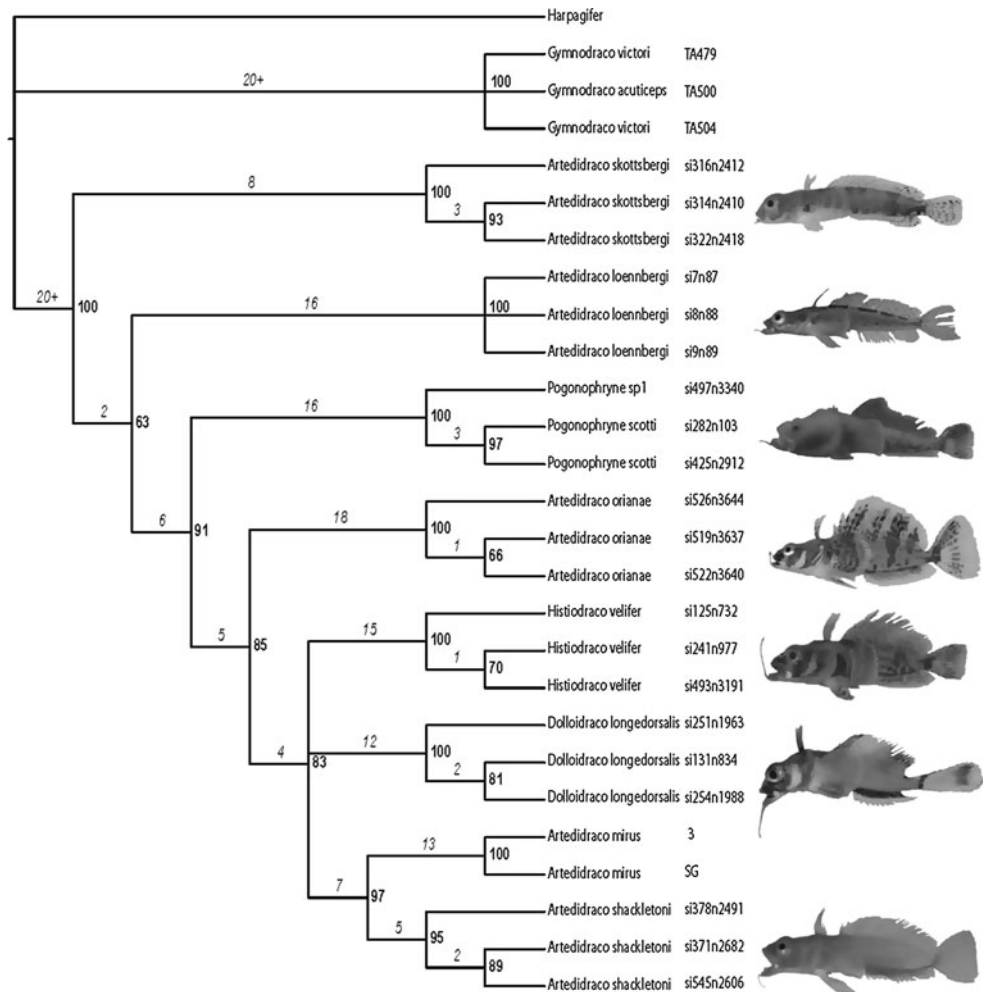 Harpagifer
Gymnodraco victori TA479
20+
100
Gymnodraco acuticeps TA500
Gymnodraco victori TA504
Artedidraco skottsbergi si316n2412
8
100
Artedidraco skottsbergi si314n2410
3
93
Artedidraco skottsbergi si322n2418
Artedidraco loennbergi si7n87
20+
100
16
100
Artedidraco loennbergi si8n88
Artedidraco loennbergi si9n89
Pogonophryne sp1 si497n3340
2
63
16
100
Pogonophryne scotti si282n103
3
97
Pogonophryne scotti si425n2912
Artedidraco orianae si526n3644
6
91
18
100
Artedidraco orianae si519n3637
1
66
Artedidraco orianae si522n3640
Histiodraco velifer si125n732
5
85
15
100
Histiodraco velifer si241n977
1
70
Histiodraco velifer si493n3191
Dolloidraco longedorsalis si251n1963
4
83
12
100
Dolloidraco longedorsalis si131n834
2
81
Dolloidraco longedorsalis si254n1988
Artedidraco mirus 3
13
100
Artedidraco mirus SG
7
97
Artedidraco shackletoni si378n2491
5
95
Artedidraco shackletoni si371n2682
2
89
Artedidraco shackletoni si545n2606